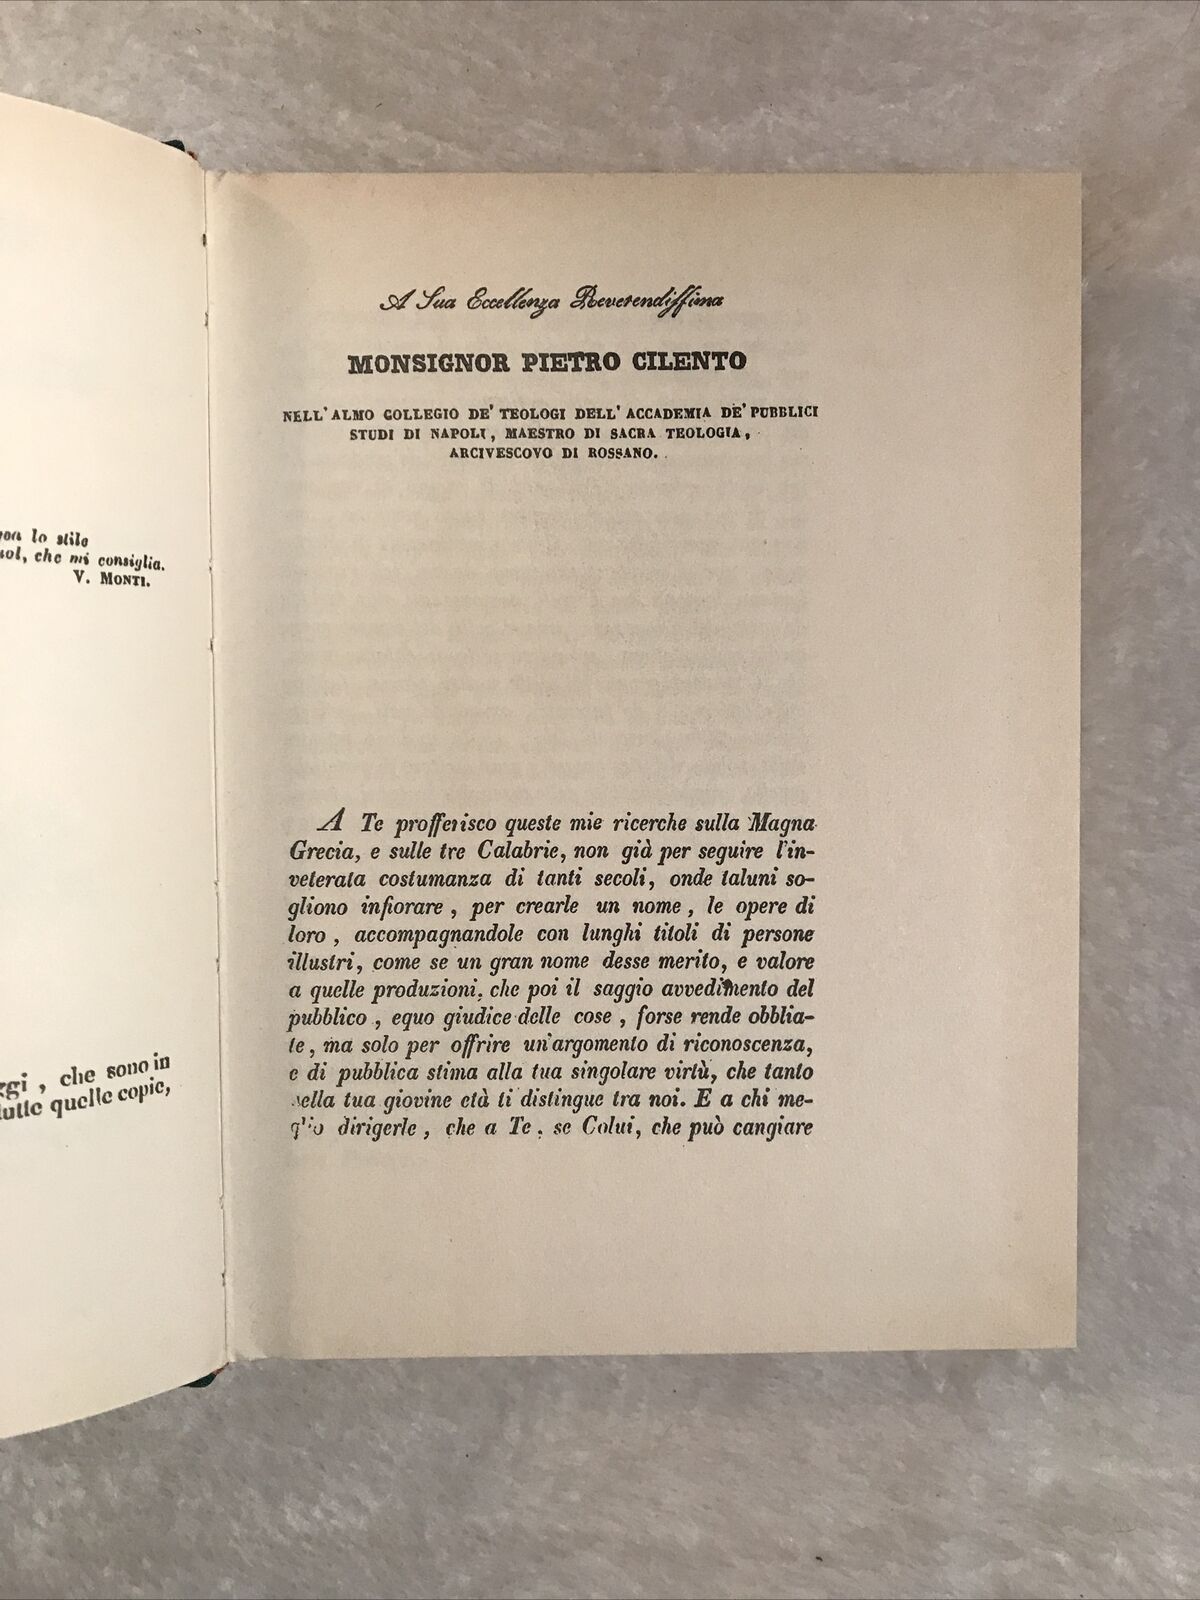 non lo stile
sol, che mi consiglia.
V. MONTI.
ggi , che sono in
tutte quelle copie,
A Sua Eccellenza Reverendissima
MONSIGNOR PIETRO CILENTO
NELL' ALMO COLLEGIO DE' TEOLOGI DELL' ACCADEMIA DE' PUBBLICI
STUDI DI NAPOLI, MAESTRO DI SACRA TEOLOGIA,
ARCIVESCOVO DI ROSSANO.
A Te profferisco queste mie ricerche sulla Magna
Grecia, e sulle tre Calabrie, non già per seguire l'in-
veterata costumanza di tanti secoli, onde taluni so-
gliono infiorare , per crearle un nome , le opere di
loro , accompagnandole con lunghi titoli di persone
illustri, come se un gran nome desse merito, e valore
a quelle produzioni, che poi il saggio avvedimento del
pubblico , equo giudice delle cose , forse rende obblia-
te , ma solo per offrire un'argomento di riconoscenza,
e di pubblica stima alla tua singolare virtù, che tanto
nella tua giovine età ti distingue tra noi. E a chi me-
glio dirigerle , che a Te , se Colui, che può cangiare